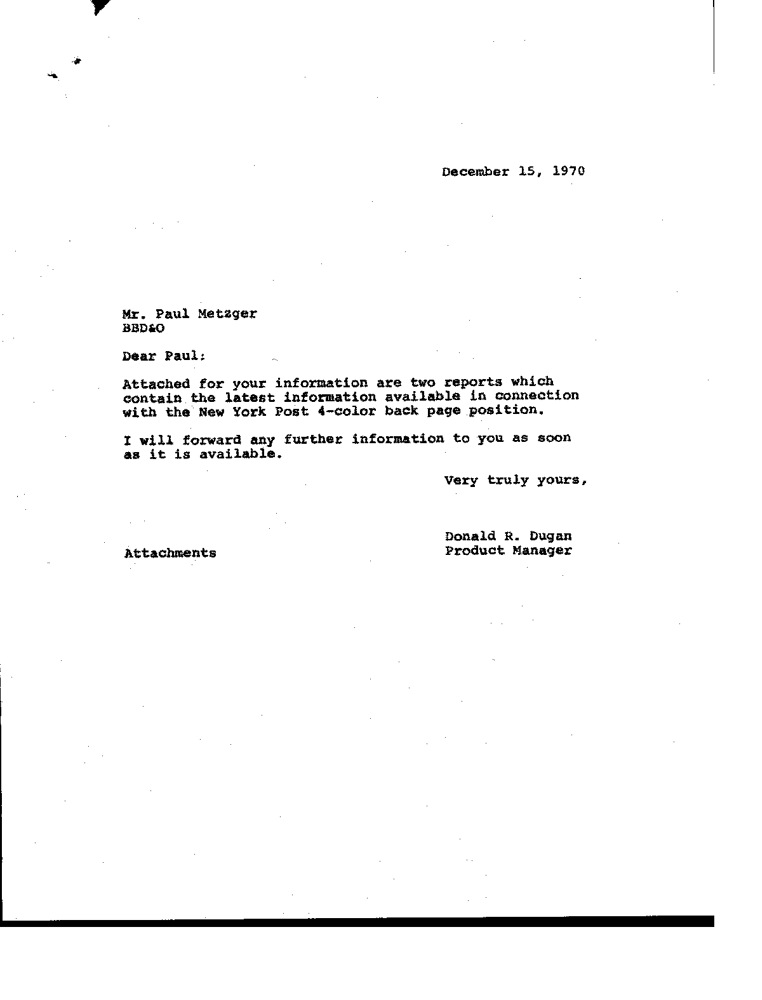 December 15, 1970
Mr. Paul Metzger
BBD&O
Dear Paul:
Attached for your information are two reports which
contain the latest information available in connection
with the New York Post 4-color back page position.
I will forward any further information to you as soon
as it is available.
Very truly yours,
Donald R. Dugan
Attachments Product Manager